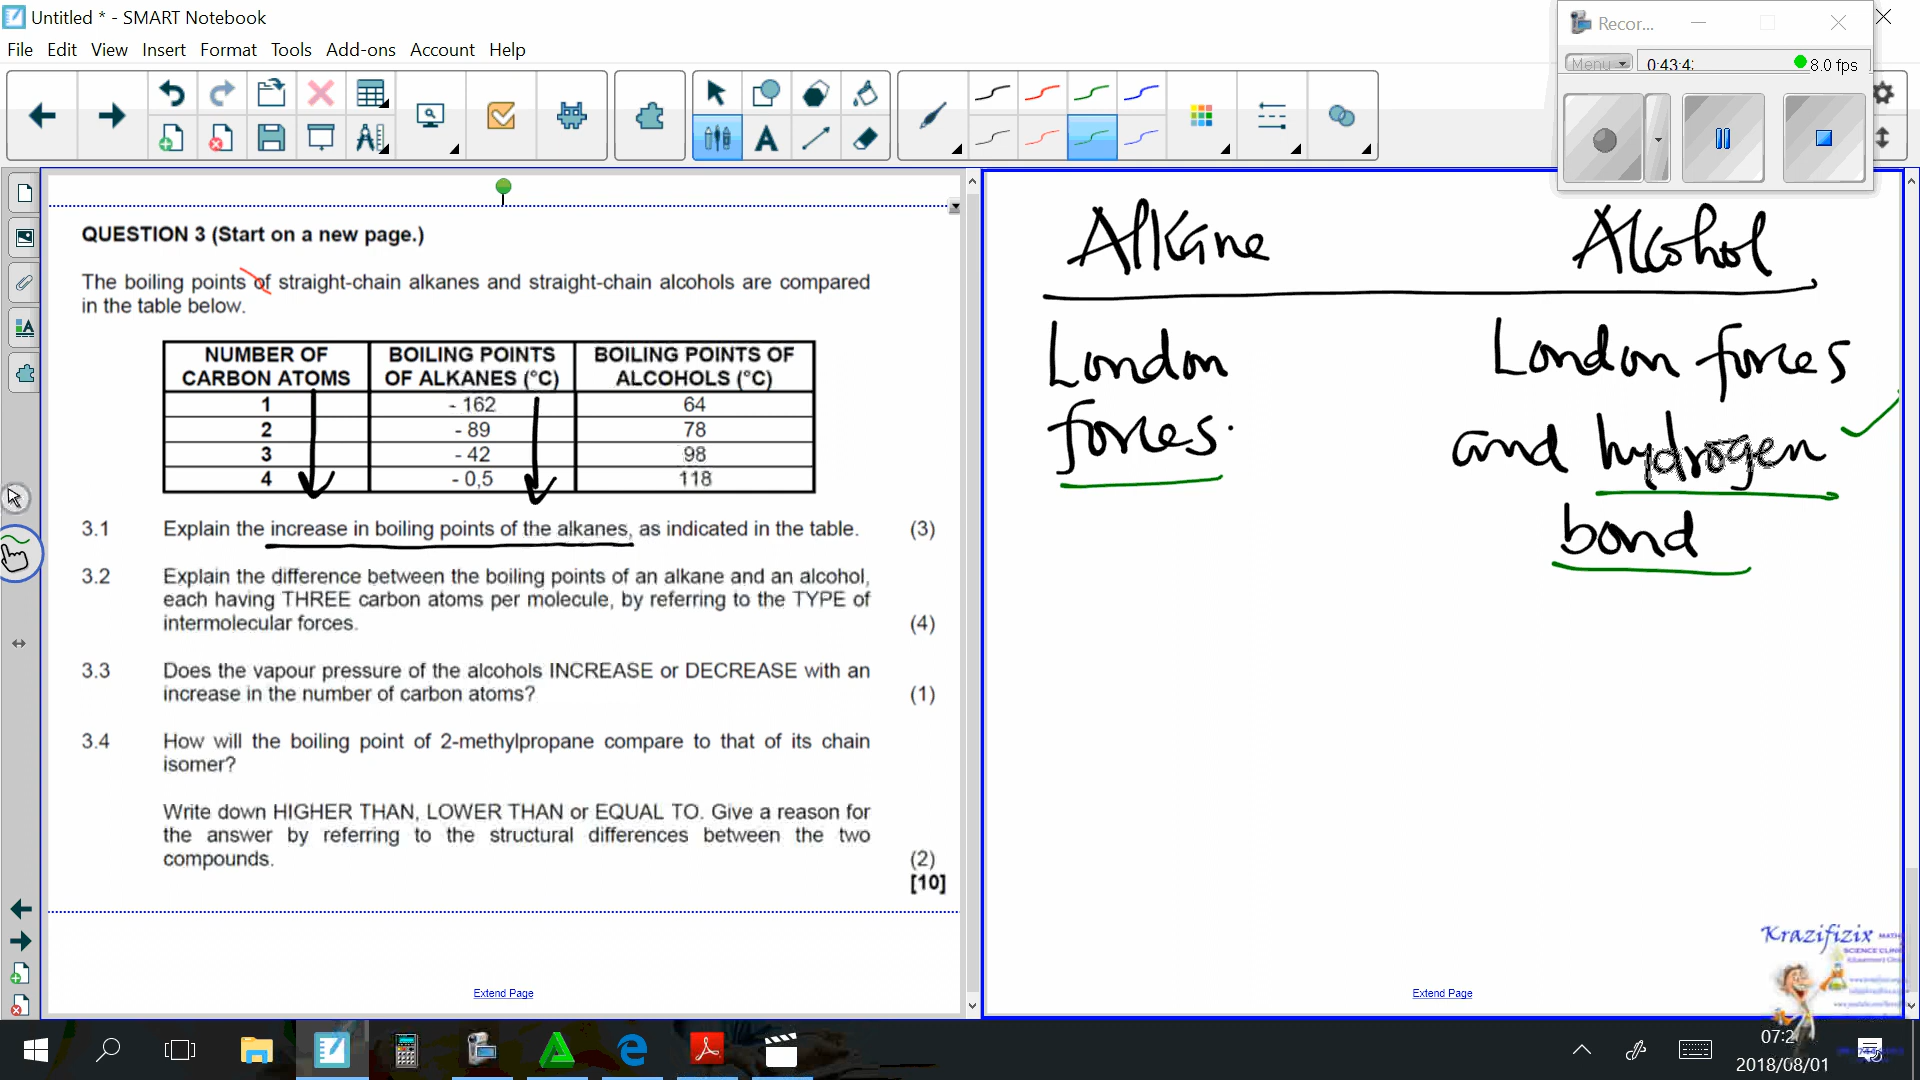 Untitled * - SMART Notebook
File Edit View Insert Format Tools Add-ons Account Help
Recor...
Menu
0:43:4
8.0 fps
QUESTION 3 (Start on a new page.)
The boiling points of straight-chain alkanes and straight-chain alcohols are compared
in the table below.
NUMBER OF CARBON ATOMS BOILING POINTS OF ALKANES (°C) BOILING POINTS OF ALCOHOLS (°C)
1 - 162 64
2 - 89 78
3 - 42 98
4 - 0,5 118
3.1 Explain the increase in boiling points of the alkanes, as indicated in the table. (3)
3.2 Explain the difference between the boiling points of an alkane and an alcohol,
each having THREE carbon atoms per molecule, by referring to the TYPE of
intermolecular forces. (4)
3.3 Does the vapour pressure of the alcohols INCREASE or DECREASE with an
increase in the number of carbon atoms? (1)
3.4 How will the boiling point of 2-methylpropane compare to that of its chain
isomer?
Write down HIGHER THAN, LOWER THAN or EQUAL TO. Give a reason for
the answer by referring to the structural differences between the two
compounds. (2)
[10]
Extend Page
Alkane Alcohol
London London forces
forces. and hydrogen
bond
Extend Page
Krazifizix
SCIENCE CLINIC
07:2
2018/08/01